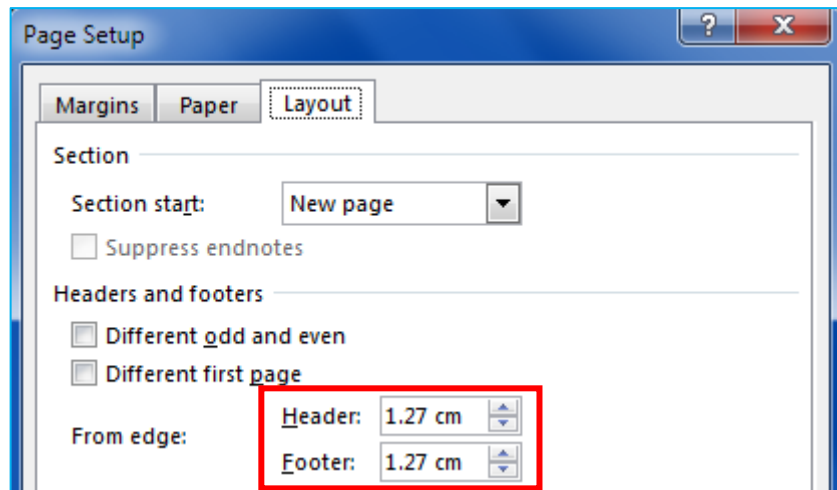 Page Setup
?
Margins Paper Layout
Section
Section start: New page
Suppress endnotes
Headers and footers
Different odd and even
Different first page
From edge:
Header: 1.27 cm
Footer: 1.27 cm